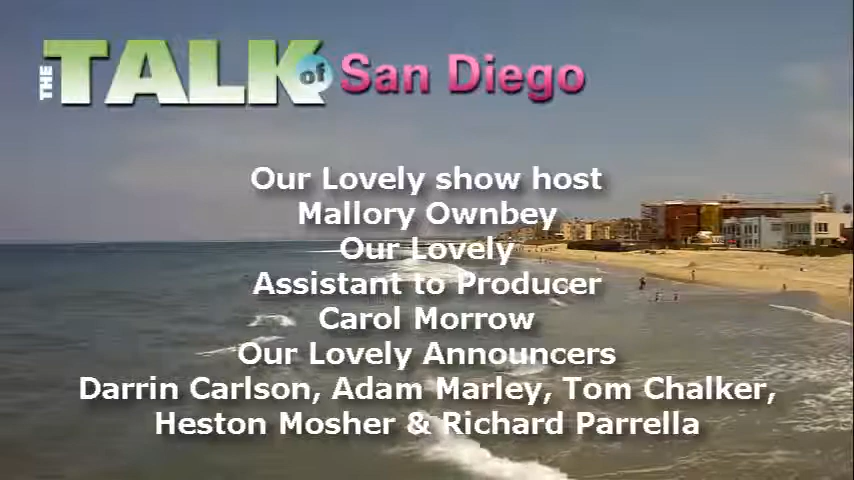 THE TALK of San Diego
Our Lovely show host
Mallory Ownbey
Our Lovely
Assistant to Producer
Carol Morrow
Our Lovely Announcers
Darrin Carlson, Adam Marley, Tom Chalker,
Heston Mosher & Richard Parrella